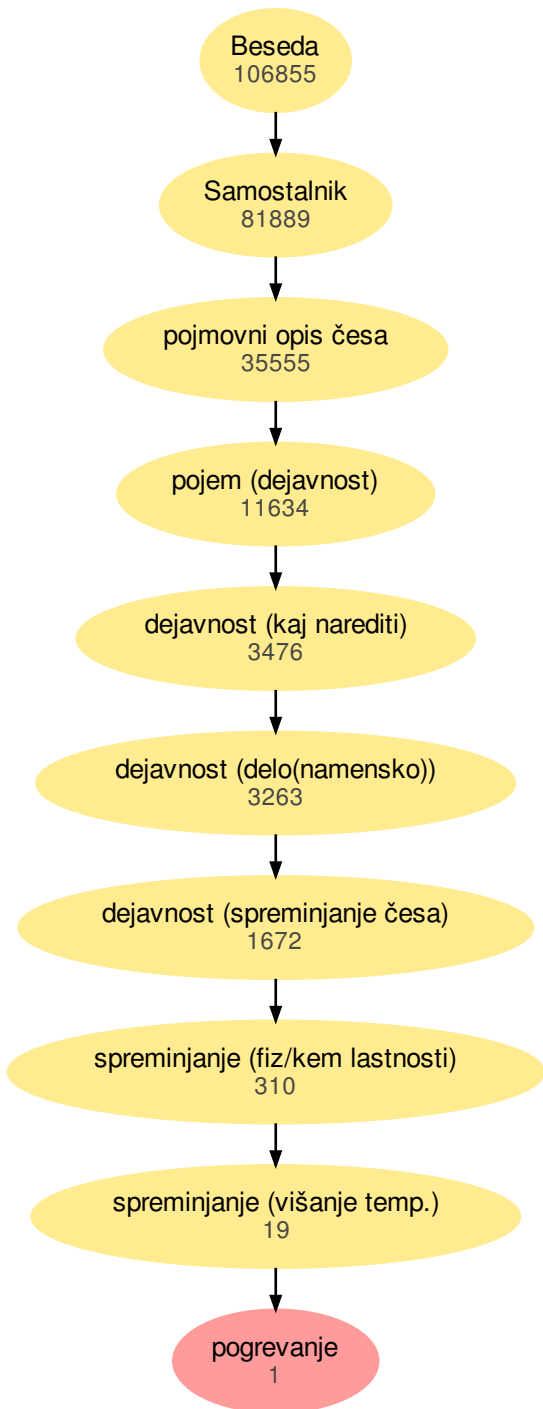 Beseda
106855
Samostalnik
81889
pojmovni opis česa
35555
pojem (dejavnost)
11634
dejavnost (kaj narediti)
3476
dejavnost (delo(namensko))
3263
dejavnost (spreminjanje česa)
1672
spreminjanje (fiz/kem lastnosti)
310
spreminjanje (višanje temp.)
19
pogrevanje
1